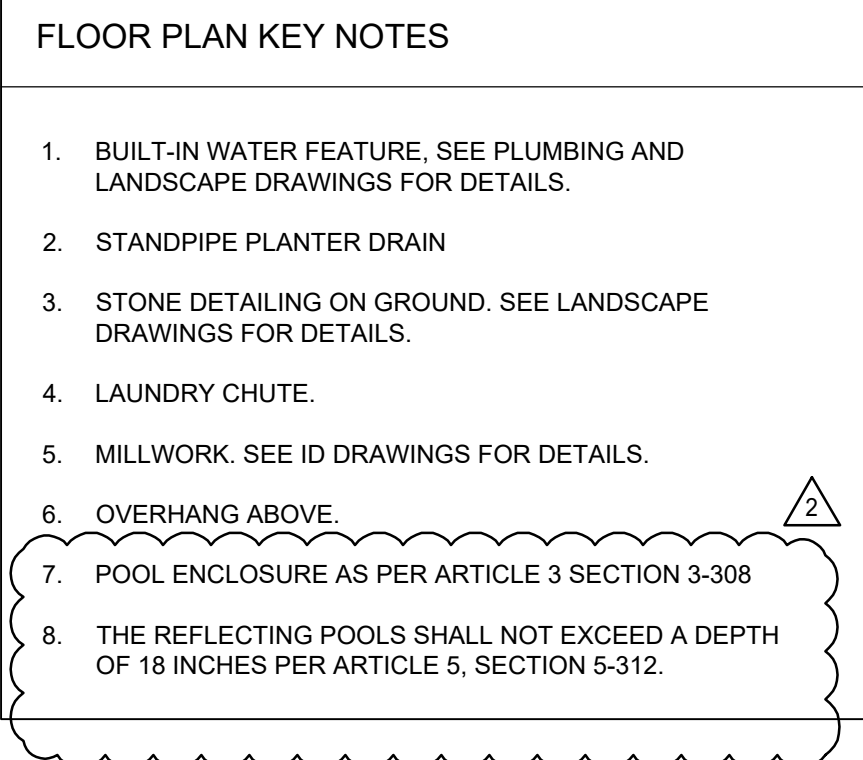 FLOOR PLAN KEY NOTES
1. BUILT-IN WATER FEATURE, SEE PLUMBING AND
LANDSCAPE DRAWINGS FOR DETAILS.
2. STANDPIPE PLANTER DRAIN
3. STONE DETAILING ON GROUND. SEE LANDSCAPE
DRAWINGS FOR DETAILS.
4. LAUNDRY CHUTE.
5. MILLWORK. SEE ID DRAWINGS FOR DETAILS.
6. OVERHANG ABOVE.
2
7. POOL ENCLOSURE AS PER ARTICLE 3 SECTION 3-308
8. THE REFLECTING POOLS SHALL NOT EXCEED A DEPTH
OF 18 INCHES PER ARTICLE 5, SECTION 5-312.